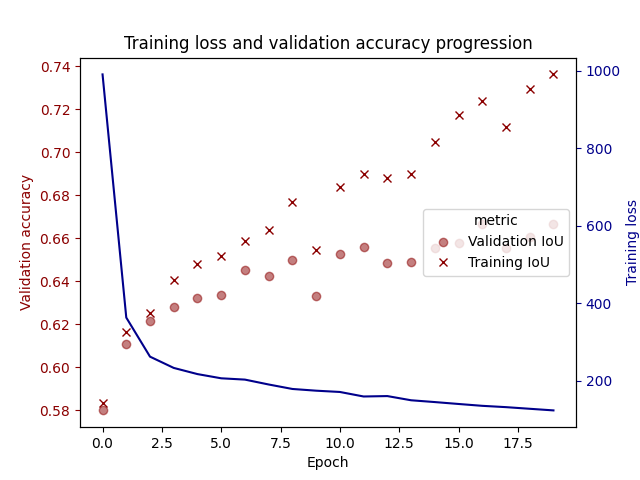 Training loss and validation accuracy progression
0.74
0.72
0.70
0.68
0.66
0.64
0.62
0.60
0.58
Validation accuracy
1000
800
600
400
200
Training loss
metric
Validation IoU
Training IoU
0.0 2.5 5.0 7.5 10.0 12.5 15.0 17.5
Epoch